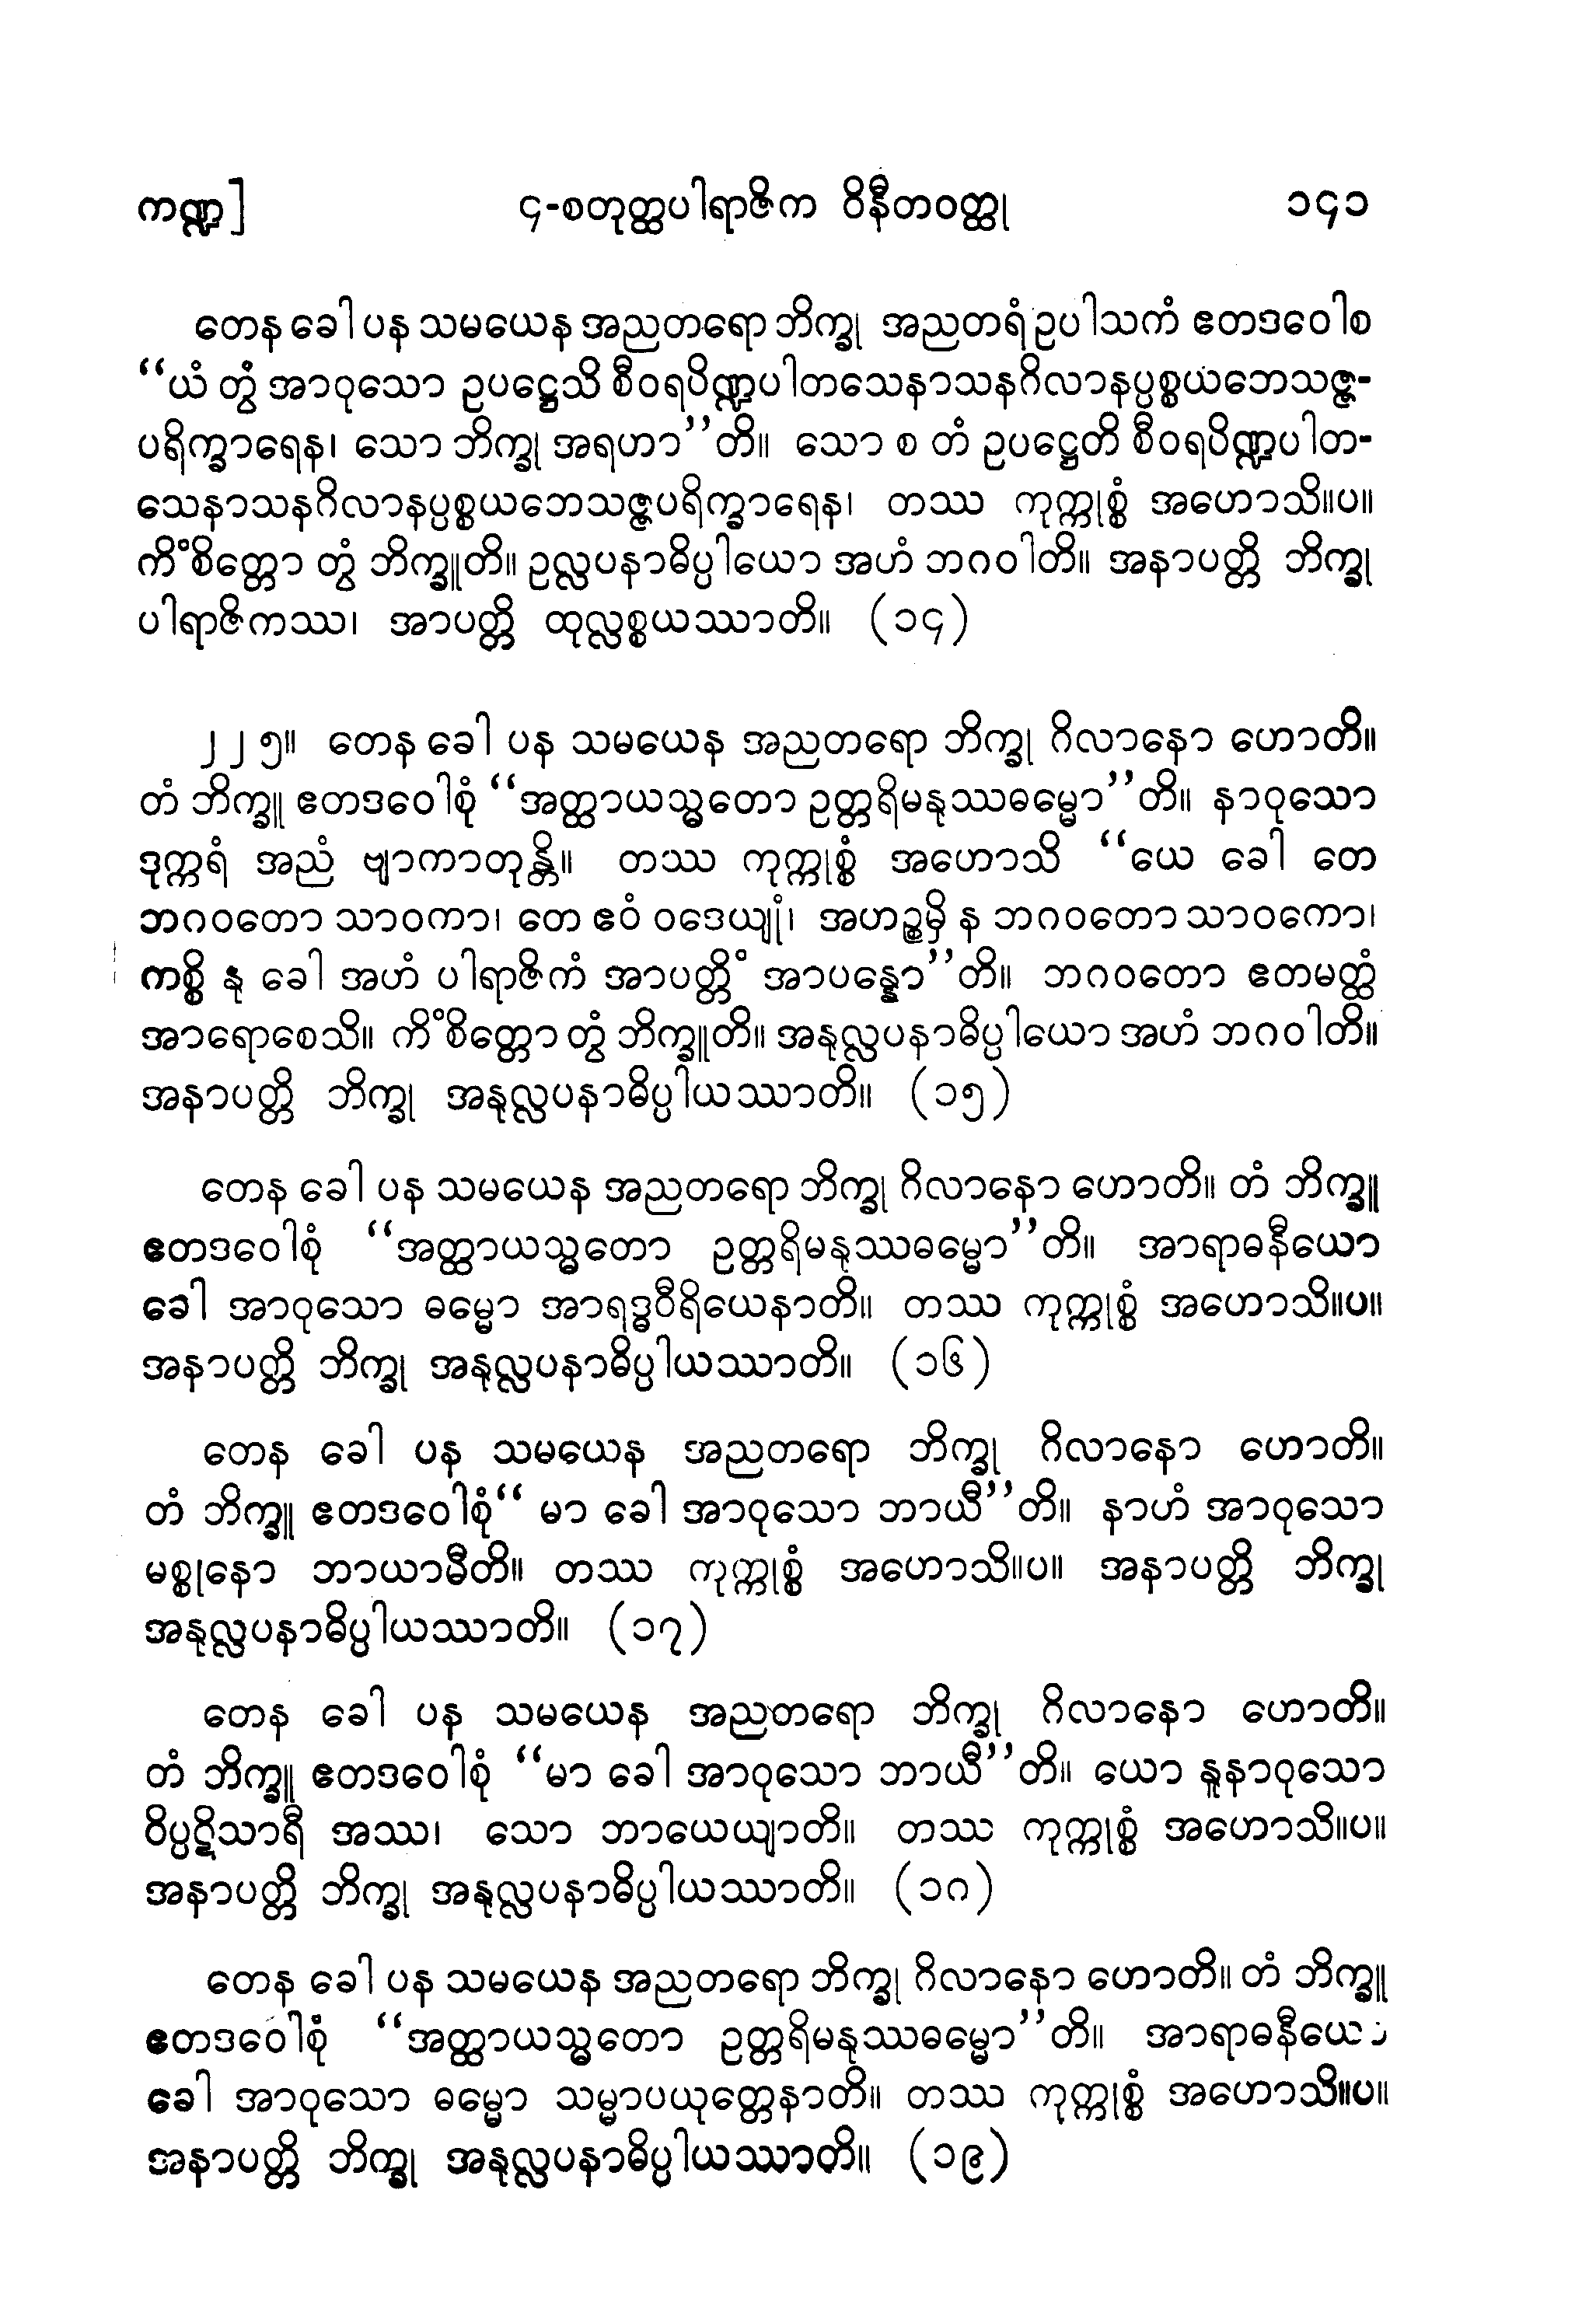 ကဏ္ဍ] ၄-စတုတ္ထပါရာဇိက ဝိနီတဝတ္ထု ၁၄၁
တေန ခေါ ပန သမယေန အညတရော ဘိက္ခု အညတရံ ဥပါသကံ ဧတဒဝေါစ
“ယံ တွံ အာဝုသော ဥပဋ္ဌေသိ စီဝရပိဏ္ဍပါတသေနာသနဂိလာနပ္ပစ္စယဘေသဇ္ဇ-
ပရိက္ခာရေန၊ သော ဘိက္ခု အရဟာ”တိ။ သော စ တံ ဥပဋ္ဌေတိ စီဝရပိဏ္ဍပါတ-
သေနာသနဂိလာနပ္ပစ္စယဘေသဇ္ဇပရိက္ခာရေန၊ တဿ ကုက္ကုစ္စံ အဟောသိ။ပ။
ကိံစိတ္တော တွံ ဘိက္ခူတိ။ ဥလ္လပနာဓိပ္ပါယော အဟံ ဘဂဝါတိ။ အနာပတ္တိ ဘိက္ခု
ပါရာဇိကဿ၊ အာပတ္တိ ထုလ္လစ္စယဿာတိ။ (၁၄)
၂၂၅။ တေန ခေါ ပန သမယေန အညတရော ဘိက္ခု ဂိလာနော ဟောတိ။
တံ ဘိက္ခူ ဧတဒဝေါစုံ “အတ္ထာယသ္မတော ဥတ္တရိမနုဿဓမ္မော”တိ။ နာဝုသော
ဒုက္ကရံ အညံ ဗျာကာတုန္တိ။ တဿ ကုက္ကုစ္စံ အဟောသိ “ယေ ခေါ တေ
ဘဂဝတော သာဝကာ၊ တေ ဧဝံ ဝဒေယျုံ၊ အဟဉ္စမှိ န ဘဂဝတော သာဝကော၊
ကစ္စိ နု ခေါ အဟံ ပါရာဇိကံ အာပတ္တိံ အာပန္နော”တိ။ ဘဂဝတော ဧတမတ္ထံ
အာရောစေသိ။ ကိံစိတ္တော တွံ ဘိက္ခူတိ။ အနုလ္လပနာဓိပ္ပါယော အဟံ ဘဂဝါတိ။
အနာပတ္တိ ဘိက္ခု အနုလ္လပနာဓိပ္ပါယဿာတိ။ (၁၅)
တေန ခေါ ပန သမယေန အညတရော ဘိက္ခု ဂိလာနော ဟောတိ။ တံ ဘိက္ခူ
ဧတဒဝေါစုံ “အတ္ထာယသ္မတော ဥတ္တရိမနုဿဓမ္မော”တိ။ အာရာဓနီယော
ခေါ အာဝုသော ဓမ္မော အာရဒ္ဓဝီရိယေနာတိ။ တဿ ကုက္ကုစ္စံ အဟောသိ။ပ။
အနာပတ္တိ ဘိက္ခု အနုလ္လပနာဓိပ္ပါယဿာတိ။ (၁၆)
တေန ခေါ ပန သမယေန အညတရော ဘိက္ခု ဂိလာနော ဟောတိ။
တံ ဘိက္ခူ ဧတဒဝေါစုံ“ မာ ခေါ အာဝုသော ဘာယီ”တိ။ နာဟံ အာဝုသော
မစ္စုနော ဘာယာမီတိ။ တဿ ကုက္ကုစ္စံ အဟောသိ။ပ။ အနာပတ္တိ ဘိက္ခု
အနုလ္လပနာဓိပ္ပါယဿာတိ။ (၁၇)
တေန ခေါ ပန သမယေန အညတရော ဘိက္ခု ဂိလာနော ဟောတိ။
တံ ဘိက္ခူ ဧတဒဝေါစုံ “မာ ခေါ အာဝုသော ဘာယီ”တိ။ ယော နူနာဝုသော
ဝိပ္ပဋိသာရီ အဿ၊ သော ဘာယေယျာတိ။ တဿ ကုက္ကုစ္စံ အဟောသိ။ပ။
အနာပတ္တိ ဘိက္ခု အနုလ္လပနာဓိပ္ပါယဿာတိ။ (၁၈)
တေန ခေါ ပန သမယေန အညတရော ဘိက္ခု ဂိလာနော ဟောတိ။ တံ ဘိက္ခူ
ဧတဒဝေါစုံ “အတ္ထာယသ္မတော ဥတ္တရိမနုဿဓမ္မော”တိ။ အာရာဓနီယော
ခေါ အာဝုသော ဓမ္မော သမ္မာပယုတ္တေနာတိ။ တဿ ကုက္ကုစ္စံ အဟောသိ။ပ။
အနာပတ္တိ ဘိက္ခု အနုလ္လပနာဓိပ္ပါယဿာတိ။ (၁၉)